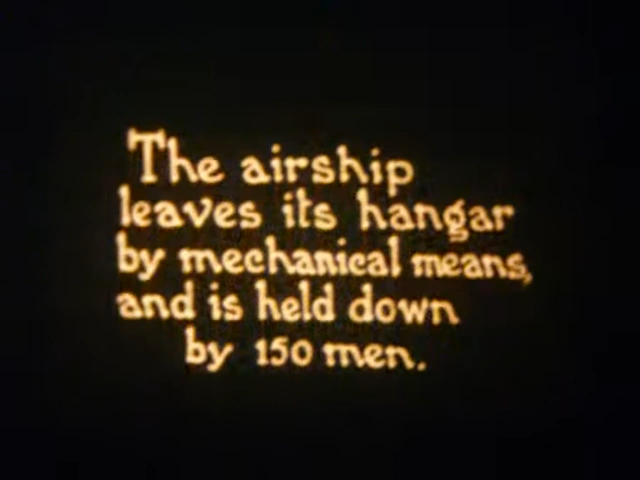 The airship
leaves its hangar
by mechanical means,
and is held down
by 150 men.